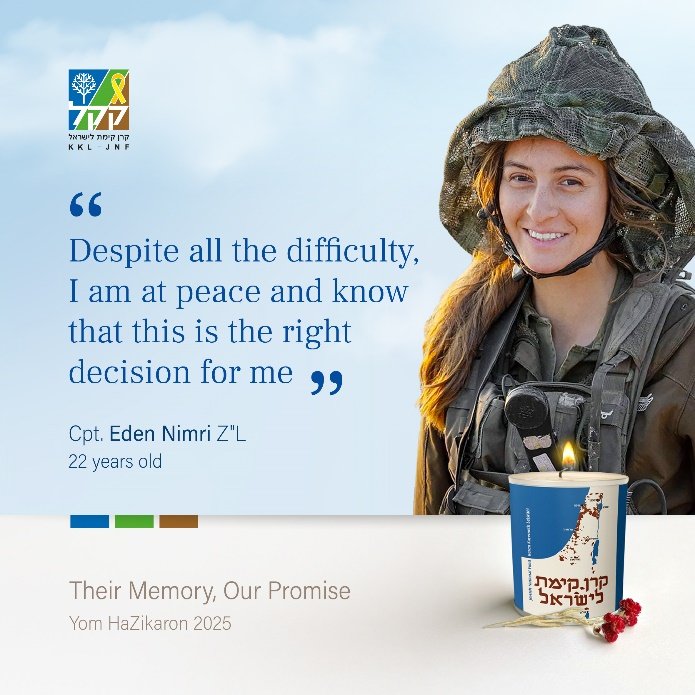 קקל
קרן קימת לישראל
KKL - JNF
“
Despite all the difficulty,
I am at peace and know
that this is the right
decision for me ”
Cpt. Eden Nimri Z"L
22 years old
קרן.קימת
לישראל
Their Memory, Our Promise
Yom HaZikaron 2025